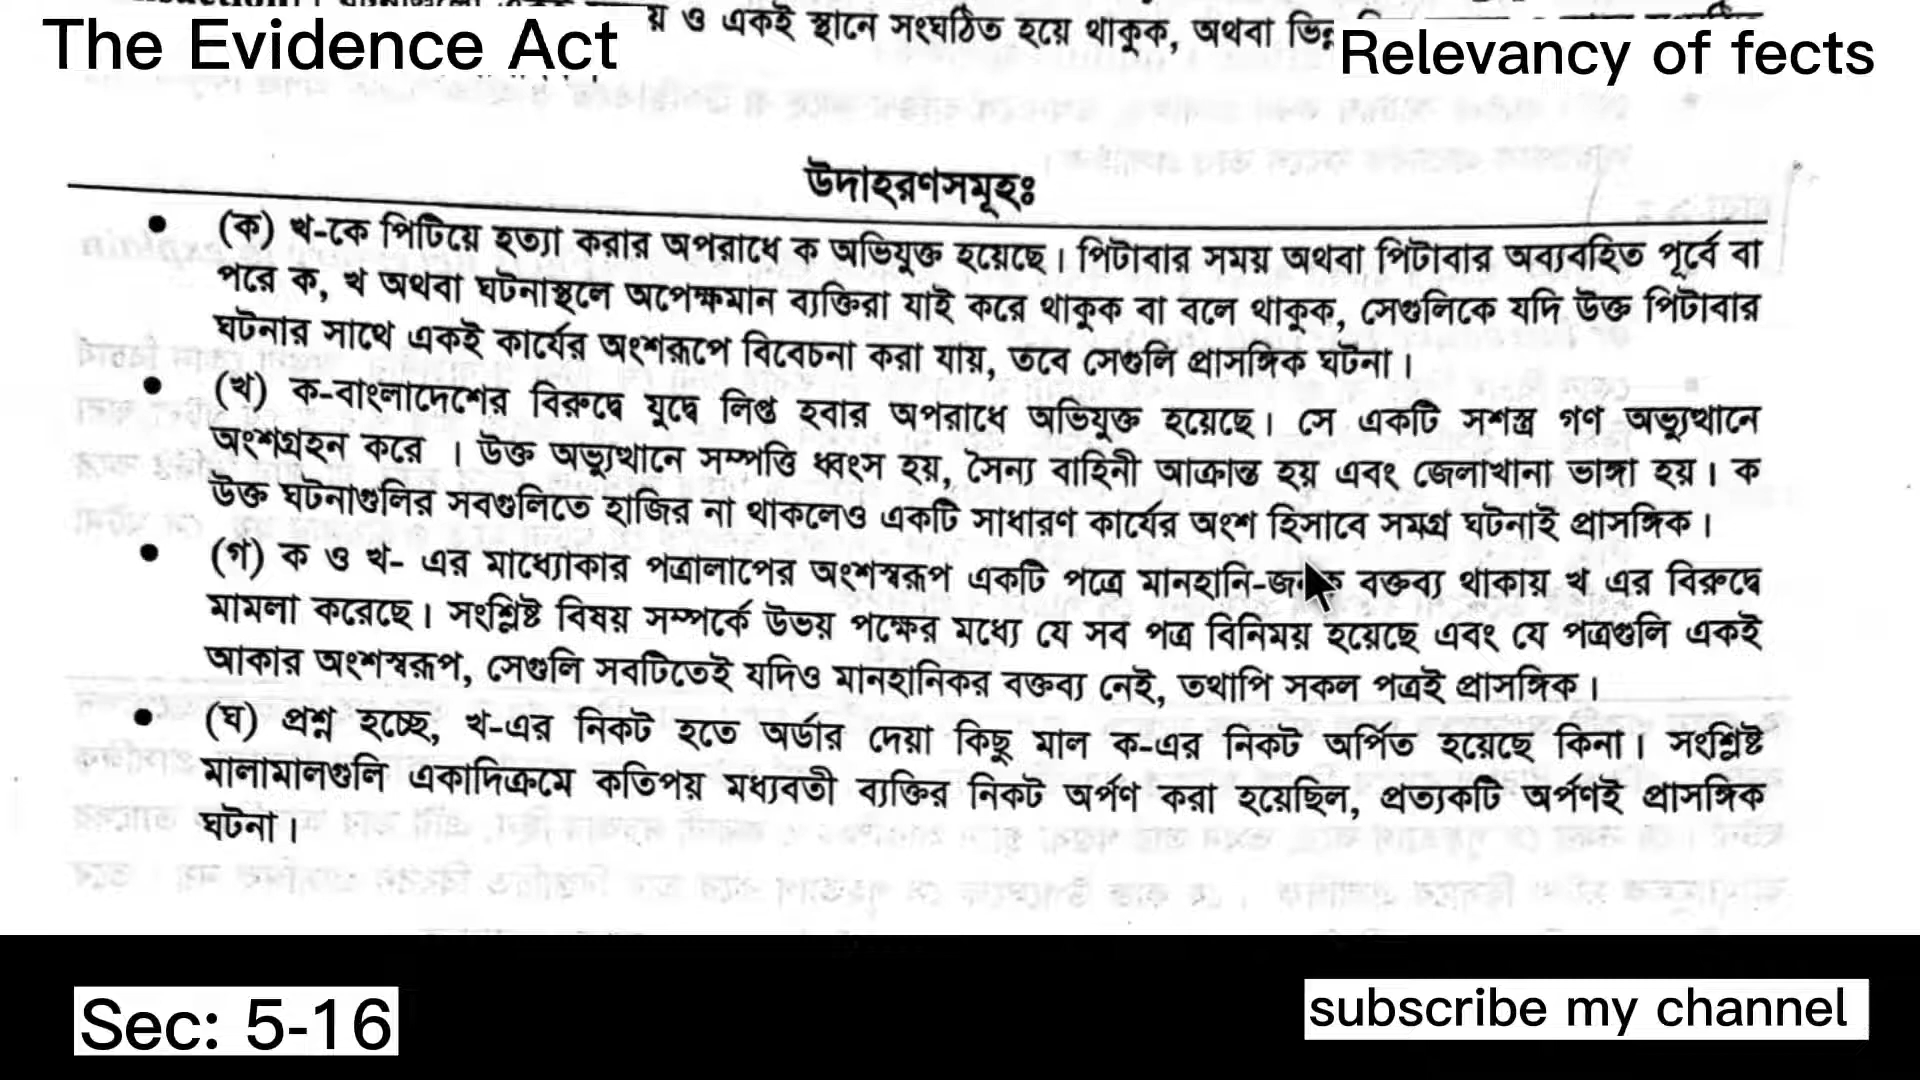 The Evidence Act
য় ও একই স্থানে সংঘঠিত হয়ে থাকুক, অথবা
Relevancy of fects
উদাহরণসমূহঃ
(ক) খ-কে পিটিয়ে হত্যা করার অপরাধে ক অভিযুক্ত হয়েছে। পিটাবার সময় অথবা পিটাবার অব্যবহিত পূর্বে বা
পরে ক, খ অথবা ঘটনাস্থলে অপেক্ষমান ব্যক্তিরা যাই করে থাকুক বা বলে থাকুক, সেগুলিকে যদি উক্ত পিটাবার
ঘটনার সাথে একই কার্যের অংশরূপে বিবেচনা করা যায়, তবে সেগুলি প্রাসঙ্গিক ঘটনা।
(খ) ক-বাংলাদেশের বিরুদ্ধে যুদ্ধে লিপ্ত হবার অপরাধে অভিযুক্ত হয়েছে। সে একটি সশস্ত্র গণ অভ্যুত্থানে
অংশগ্রহন করে । উক্ত অভ্যুত্থানে সম্পত্তি ধ্বংস হয়, সৈন্য বাহিনী আক্রান্ত হয় এবং জেলাখানা ভাঙ্গা হয়। ক
উক্ত ঘটনাগুলির সবগুলিতে হাজির না থাকলেও একটি সাধারণ কার্যের অংশ হিসাবে সমগ্র ঘটনাই প্রাসঙ্গিক।
(গ) ক ও খ- এর মাধ্যোকার পত্রালাপের অংশস্বরূপ একটি পত্রে মানহানি-জনক বক্তব্য থাকায় খ এর বিরুদ্ধে
মামলা করেছে। সংশ্লিষ্ট বিষয় সম্পর্কে উভয় পক্ষের মধ্যে যে সব পত্র বিনিময় হয়েছে এবং যে পত্রগুলি একই
আকার অংশস্বরূপ, সেগুলি সবটিতেই যদিও মানহানিকর বক্তব্য নেই, তথাপি সকল পত্রই প্রাসঙ্গিক।
(ঘ) প্রশ্ন হচ্ছে, খ-এর নিকট হতে অর্ডার দেয়া কিছু মাল ক-এর নিকট অর্পিত হয়েছে কিনা। সংশ্লিষ্ট
মালামালগুলি একাদিক্রমে কতিপয় মধ্যবতী ব্যক্তির নিকট অর্পণ করা হয়েছিল, প্রত্যকটি অর্পণই প্রাসঙ্গিক
ঘটনা।
Sec: 5-16
subscribe my channel